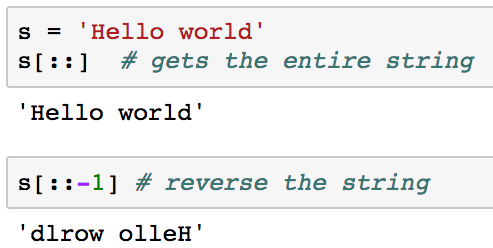 s = 'Hello world'
s[::]  # gets the entire string
'Hello world'
s[::-1] # reverse the string
'dlrow olleH'